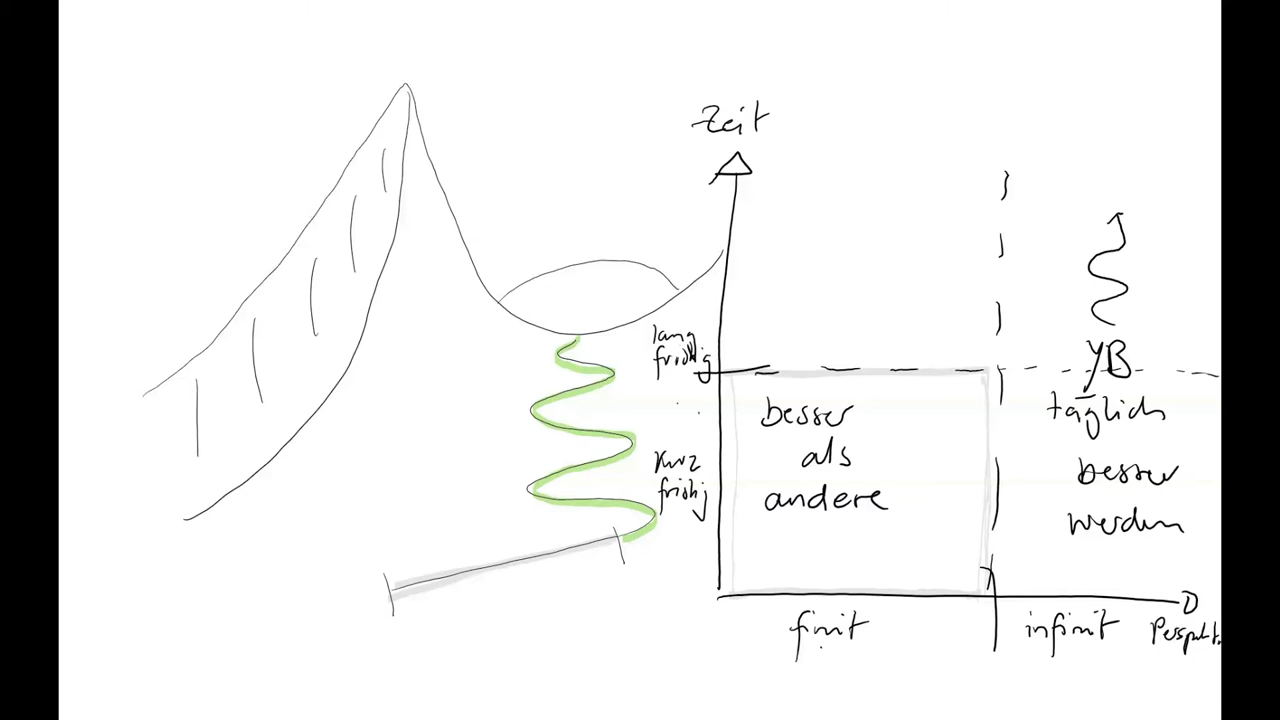 Zeit
lang
fristig
YB
täglich
besser
werden
besser
als
andere
kurz
fristig
finit
infinit